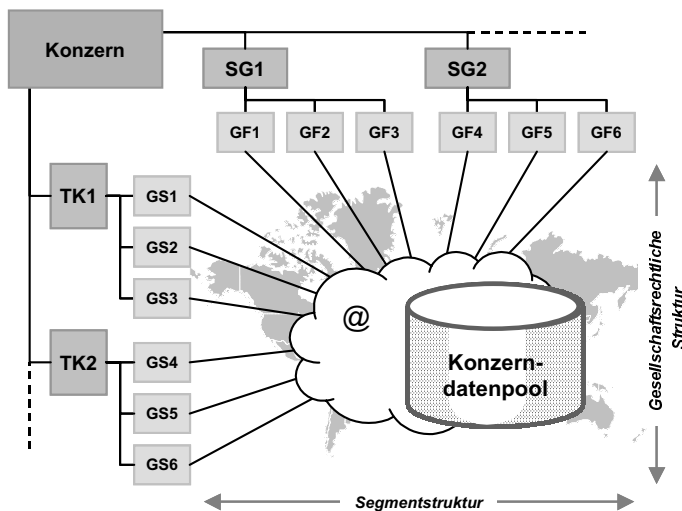 Konzern
SG1
SG2
GF1
GF2
GF3
GF4
GF5
GF6
TK1
GS1
GS2
GS3
TK2
GS4
GS5
GS6
@
Konzern-
datenpool
Gesellschaftsrechtliche
Struktur
Segmentstruktur